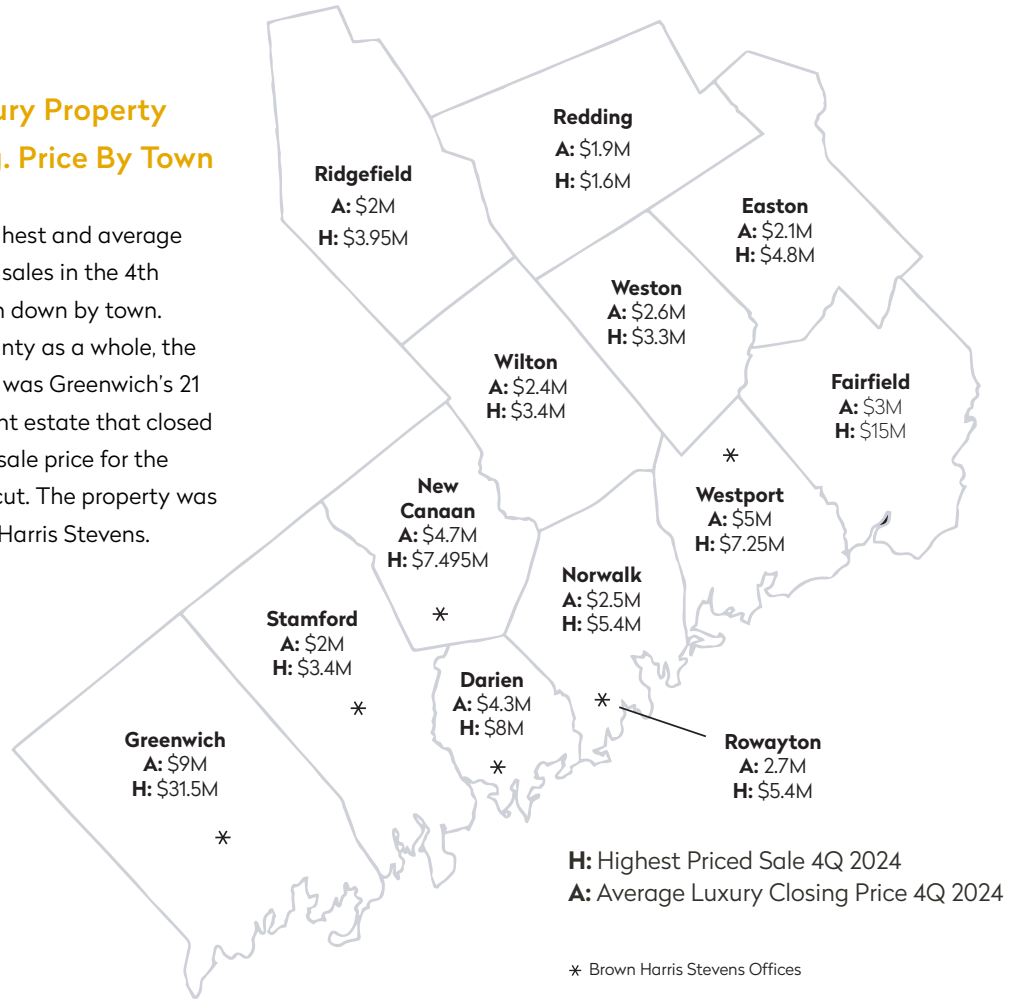 ury Property
. Price By Town
hest and average
sales in the 4th
n down by town.
nty as a whole, the
was Greenwich's 21
nt estate that closed
sale price for the
cut. The property was
Harris Stevens.
Ridgefield
A: $2M
H: $3.95M
Redding
A: $1.9M
H: $1.6M
Easton
A: $2.1M
H: $4.8M
Weston
A: $2.6M
H: $3.3M
Wilton
A: $2.4M
H: $3.4M
Fairfield
A: $3M
H: $15M
New
Canaan
A: $4.7M
H: $7.495M
Westport
A: $5M
H: $7.25M
Norwalk
A: $2.5M
H: $5.4M
Stamford
A: $2M
H: $3.4M
Darien
A: $4.3M
H: $8M
Greenwich
A: $9M
H: $31.5M
Rowayton
A: 2.7M
H: $5.4M
H: Highest Priced Sale 4Q 2024
A: Average Luxury Closing Price 4Q 2024
* Brown Harris Stevens Offices